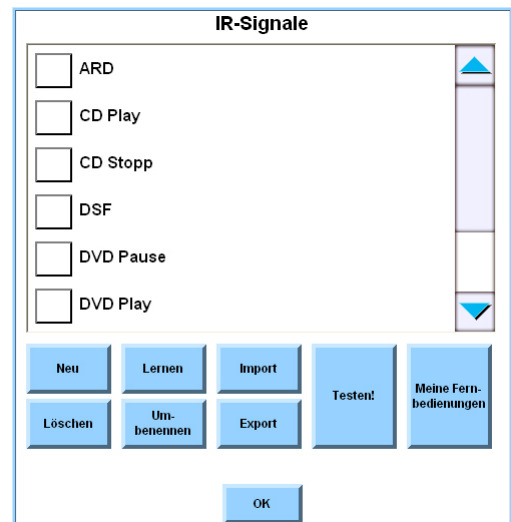 IR-Signale
ARD
CD Play
CD Stopp
DSF
DVD Pause
DVD Play
Neu
Lernen
Import
Testen!
Meine Fern-
bedienungen
Löschen
Um-
benennen
Export
OK